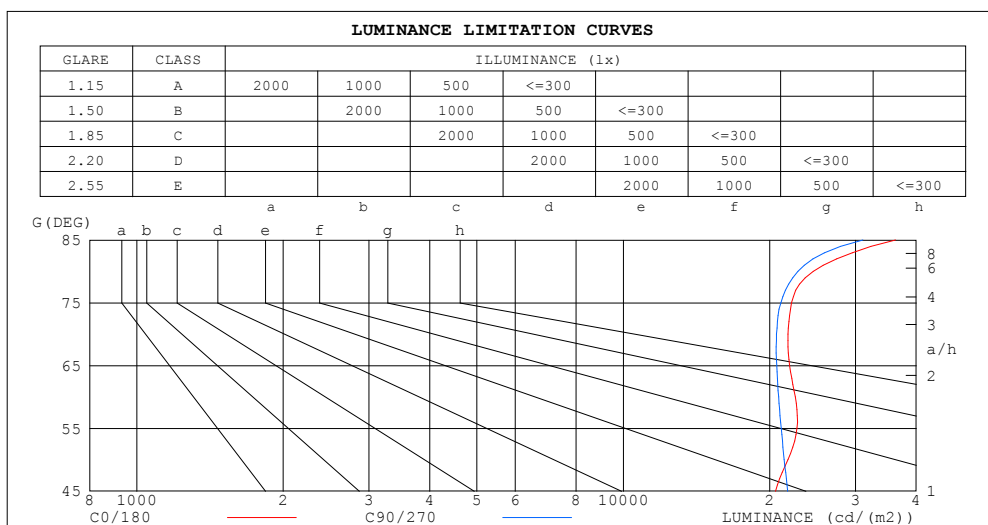 LUMINANCE LIMITATION CURVES
GLARE CLASS ILLUMINANCE (lx)
1.15 A 2000 1000 500 <=300
1.50 B 2000 1000 500 <=300
1.85 C 2000 1000 500 <=300
2.20 D 2000 1000 500 <=300
2.55 E 2000 1000 500 <=300
a b c d e f g h
G(DEG)
a b c d e f g h
85
8
6
75 4
3
a/h
65
2
55
45 1
8 1000 2 3 4 5 6 8 10000 2 3 4
C0/180 C90/270 LUMINANCE (cd/(m2))